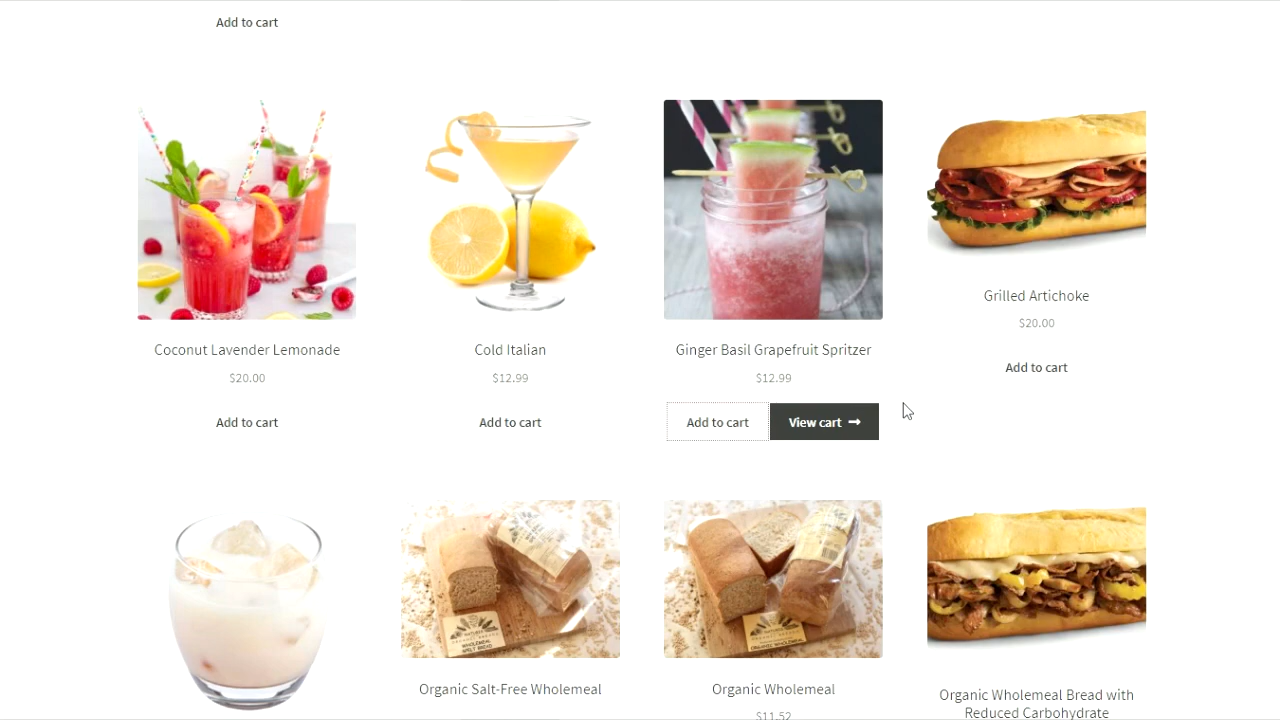 Add to cart
Coconut Lavender Lemonade
$20.00
Add to cart
Cold Italian
$12.99
Add to cart
Ginger Basil Grapefruit Spritzer
$12.99
Add to cart
View cart →
Grilled Artichoke
$20.00
Add to cart
Organic Salt-Free Wholemeal
Organic Wholemeal
$11.52
Organic Wholemeal Bread with
Reduced Carbohydrate